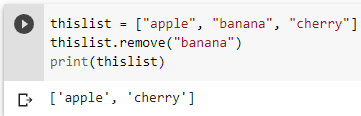 thislist = ["apple", "banana", "cherry"]
thislist.remove("banana")
print(thislist)
['apple', 'cherry']